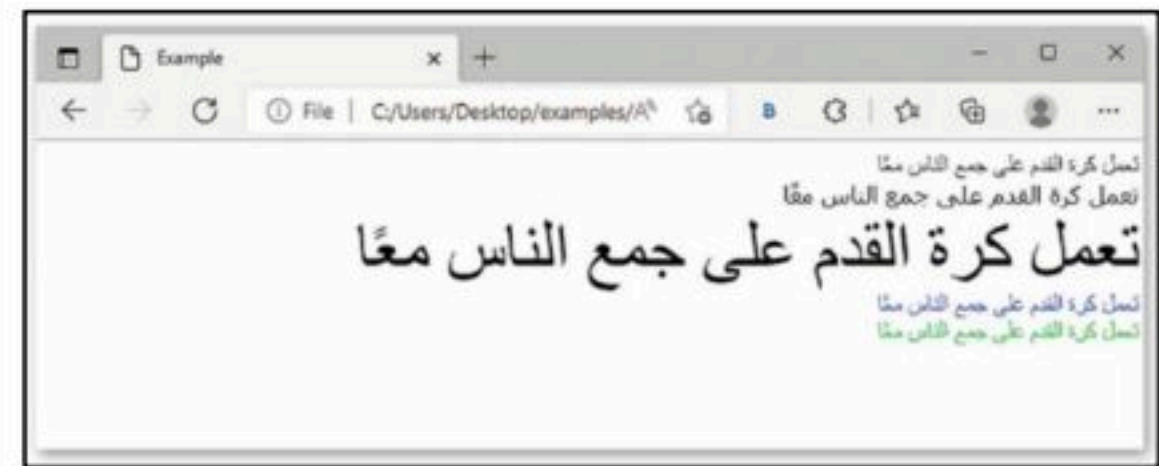 Example
File | C:/Users/Desktop/examples/A
تعمل كرة القدم على جمع الناس معًا
تعمل كرة القدم على جمع الناس معًا
تعمل كرة القدم على جمع الناس معًا
تعمل كرة القدم على جمع الناس معًا
تعمل كرة القدم على جمع الناس معًا